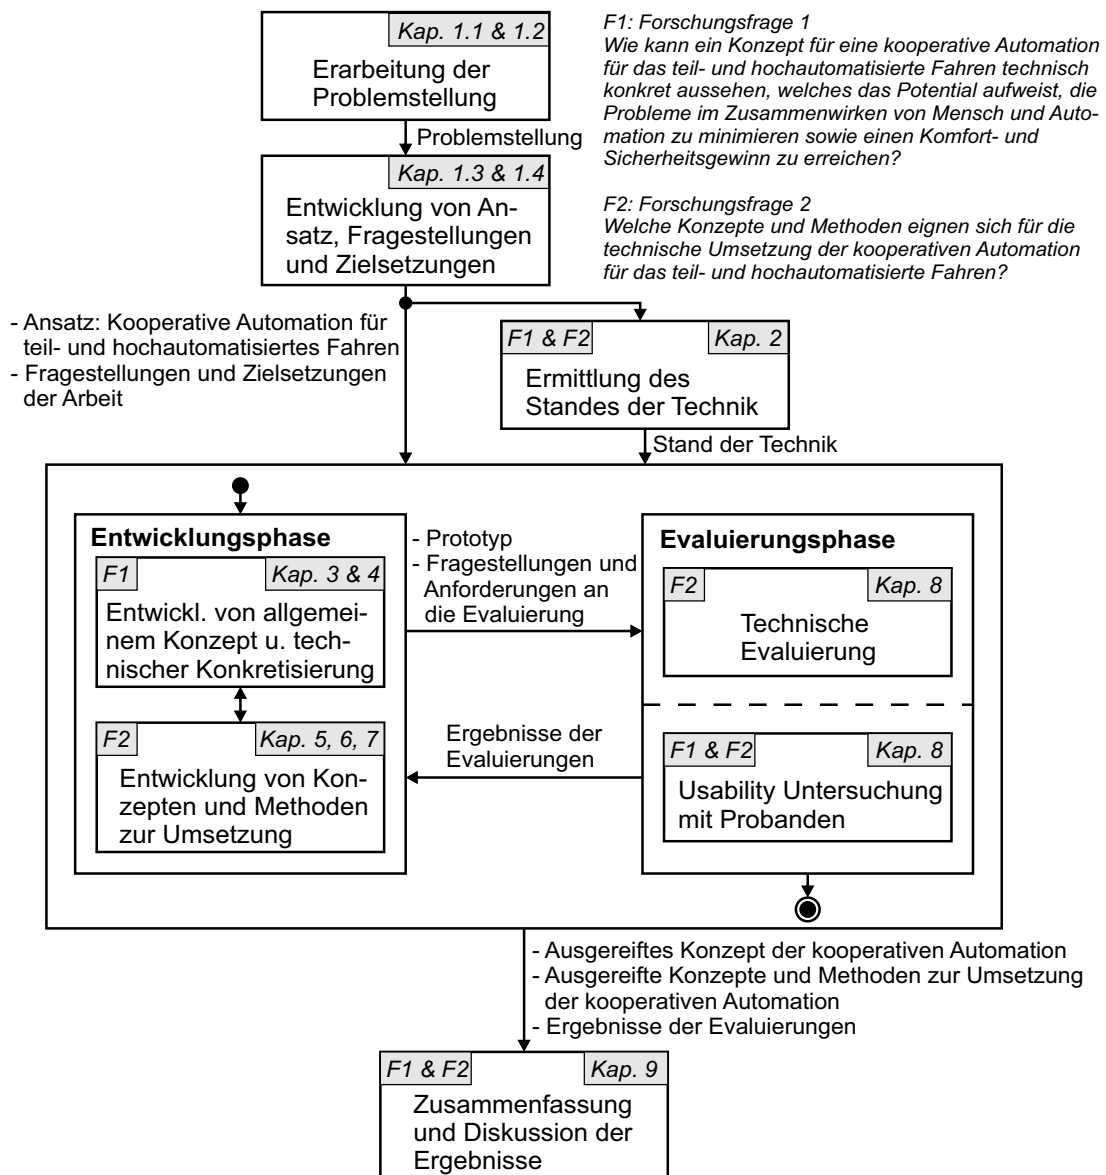 Kap. 1.1 & 1.2
Erarbeitung der
Problemstellung
F1: Forschungsfrage 1
Wie kann ein Konzept für eine kooperative Automation
für das teil- und hochautomatisierte Fahren technisch
konkret aussehen, welches das Potential aufweist, die
Probleme im Zusammenwirken von Mensch und Auto-
mation zu minimieren sowie einen Komfort- und
Sicherheitsgewinn zu erreichen?
Problemstellung
Kap. 1.3 & 1.4
Entwicklung von An-
satz, Fragestellungen
und Zielsetzungen
F2: Forschungsfrage 2
Welche Konzepte und Methoden eignen sich für die
technische Umsetzung der kooperativen Automation
für das teil- und hochautomatisierte Fahren?
- Ansatz: Kooperative Automation für
teil- und hochautomatisiertes Fahren
- Fragestellungen und Zielsetzungen
der Arbeit
F1 & F2
Kap. 2
Ermittlung des
Standes der Technik
Stand der Technik
Entwicklungsphase
F1
Kap. 3 & 4
Entwickl. von allgemei-
nem Konzept u. tech-
nischer Konkretisierung
F2
Kap. 5, 6, 7
Entwicklung von Kon-
zepten und Methoden
zur Umsetzung
- Prototyp
- Fragestellungen und
Anforderungen an
die Evaluierung
Ergebnisse der
Evaluierungen
Evaluierungsphase
F2
Kap. 8
Technische
Evaluierung
F1 & F2
Kap. 8
Usability Untersuchung
mit Probanden
- Ausgereiftes Konzept der kooperativen Automation
- Ausgereifte Konzepte und Methoden zur Umsetzung
der kooperativen Automation
- Ergebnisse der Evaluierungen
F1 & F2
Kap. 9
Zusammenfassung
und Diskussion der
Ergebnisse